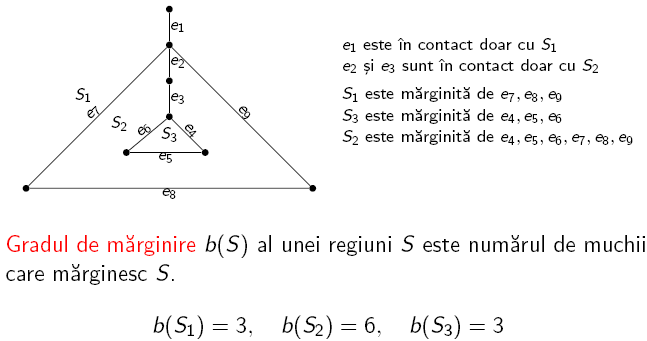 e₁
e₁ este în contact doar cu S₁
e₂
e₂ și e₃ sunt în contact doar cu S₂
S₁
e₃
S₁ este mărginită de e₇, e₈, e₉
e₇
e₉
S₂
e₆
S₃
e₄
S₃ este mărginită de e₄, e₅, e₆
e₅
S₂ este mărginită de e₄, e₅, e₆, e₇, e₈, e₉
e₈
Gradul de mărginire b(S) al unei regiuni S este numărul de muchii
care mărginesc S.
b(S₁) = 3, b(S₂) = 6, b(S₃) = 3